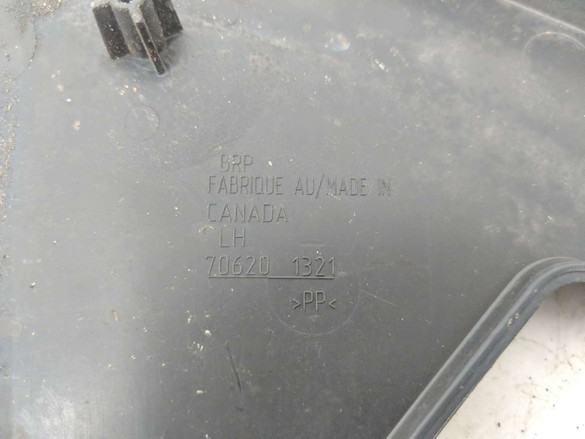 BRP
FABRIQUE AU/MADE IN
CANADA
LH
70620 1321
>PP<